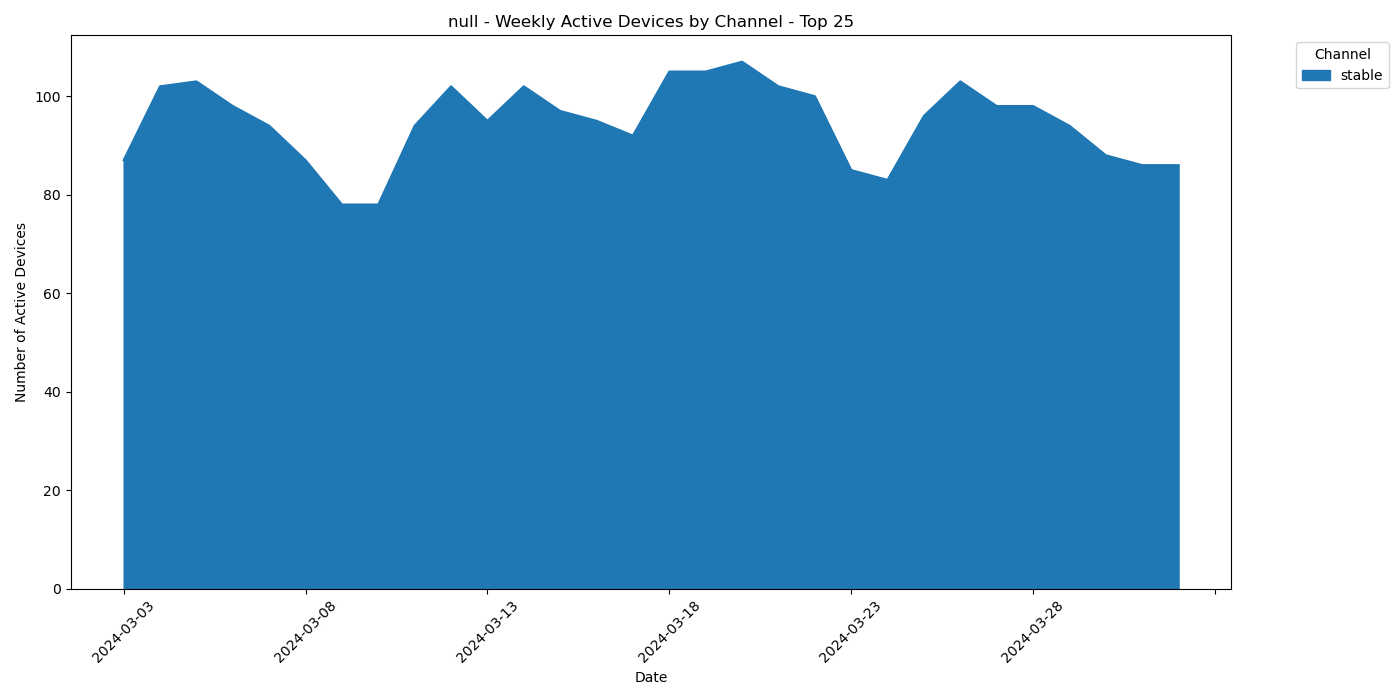 null - Weekly Active Devices by Channel - Top 25
Channel
stable
Number of Active Devices
100
80
60
40
20
0
2024-03-03
2024-03-08
2024-03-13
2024-03-18
2024-03-23
2024-03-28
Date